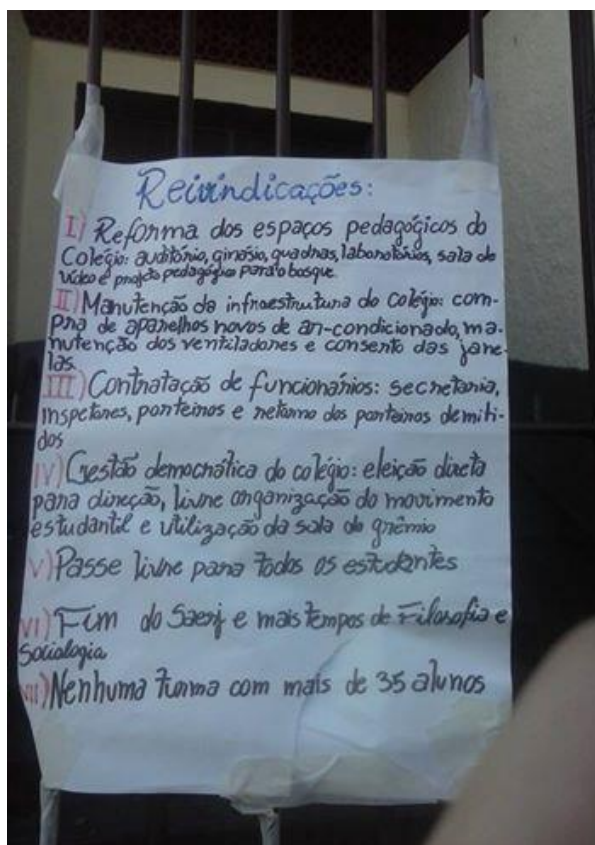 Reivindicações:
I) Reforma dos espaços pedagógicos do
Colégio: auditório, ginásio, quadras, laboratórios, sala de
vídeo e projeto pedagógico para o bosque
II) Manutenção da infraestrutura do colégio: com-
pra de aparelhos novos de ar-condicionado, ma-
nutenção dos ventiladores e conserto das jane-
las.
III) Contratação de funcionários: secretaria,
inspetores, porteiros e retorno dos porteiros demiti-
dos
IV) Gestão democrática do colégio: eleição direta
para direção, livre organização do movimento
estudantil e utilização da sala do grêmio
V) Passe livre para todos os estudantes
VI) Fim do Saerj e mais tempos de Filosofia e
Sociologia
VII) Nenhuma turma com mais de 35 alunos